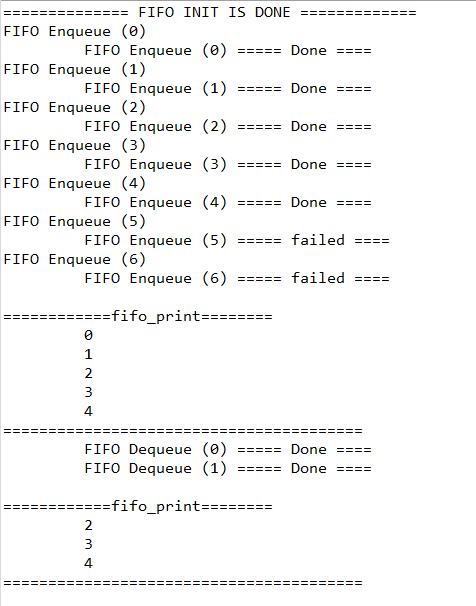 ============== FIFO INIT IS DONE =============
FIFO Enqueue (0)
         FIFO Enqueue (0) ===== Done ====
FIFO Enqueue (1)
         FIFO Enqueue (1) ===== Done ====
FIFO Enqueue (2)
         FIFO Enqueue (2) ===== Done ====
FIFO Enqueue (3)
         FIFO Enqueue (3) ===== Done ====
FIFO Enqueue (4)
         FIFO Enqueue (4) ===== Done ====
FIFO Enqueue (5)
         FIFO Enqueue (5) ===== failed ====
FIFO Enqueue (6)
         FIFO Enqueue (6) ===== failed ====

============fifo_print========
         0
         1
         2
         3
         4
========================================
         FIFO Dequeue (0) ===== Done ====
         FIFO Dequeue (1) ===== Done ====

============fifo_print========
         2
         3
         4
========================================